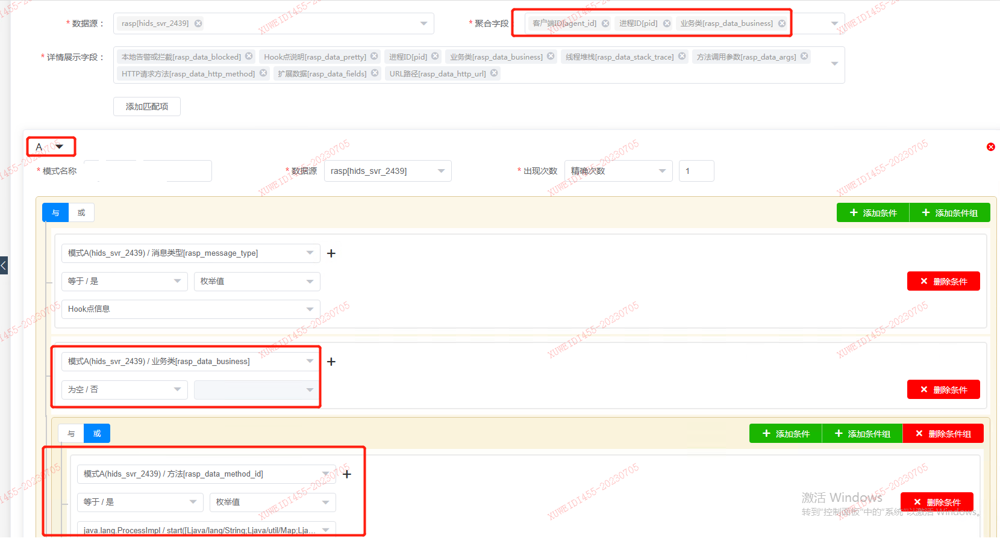 * 数据源： rasp[hids_svr_2439] * 聚合字段 客户端ID[agent_id] 进程ID[pid] 业务类[rasp_data_business]
* 详情展示字段： 本地告警或拦截[rasp_data_blocked] Hook点说明[rasp_data_pretty] 进程ID[pid] 业务类[rasp_data_business] 线程堆栈[rasp_data_stack_trace] 方法调用参数[rasp_data_args]
HTTP请求方法[rasp_data_http_method] 扩展数据[rasp_data_fields] URL路径[rasp_data_http_url]
添加匹配项
A
* 模式名称 * 数据源 rasp[hids_svr_2439] * 出现次数 精确次数 1
与 或 + 添加条件 + 添加条件组
模式A(hids_svr_2439) / 消息类型[rasp_message_type] +
等于 / 是 枚举值 × 删除条件
Hook点信息
模式A(hids_svr_2439) / 业务类[rasp_data_business] +
为空 / 否 × 删除条件
与 或 + 添加条件 + 添加条件组 × 删除条件组
模式A(hids_svr_2439) / 方法[rasp_data_method_id] +
等于 / 是 枚举值 × 删除条件
java.lang.ProcessImpl / start([Ljava/lang/String;Ljava/util/Map;Lja...
激活 Windows
转到"控制面板"中的"系统"以激活 Windows。
XUWEIDI455-20230705